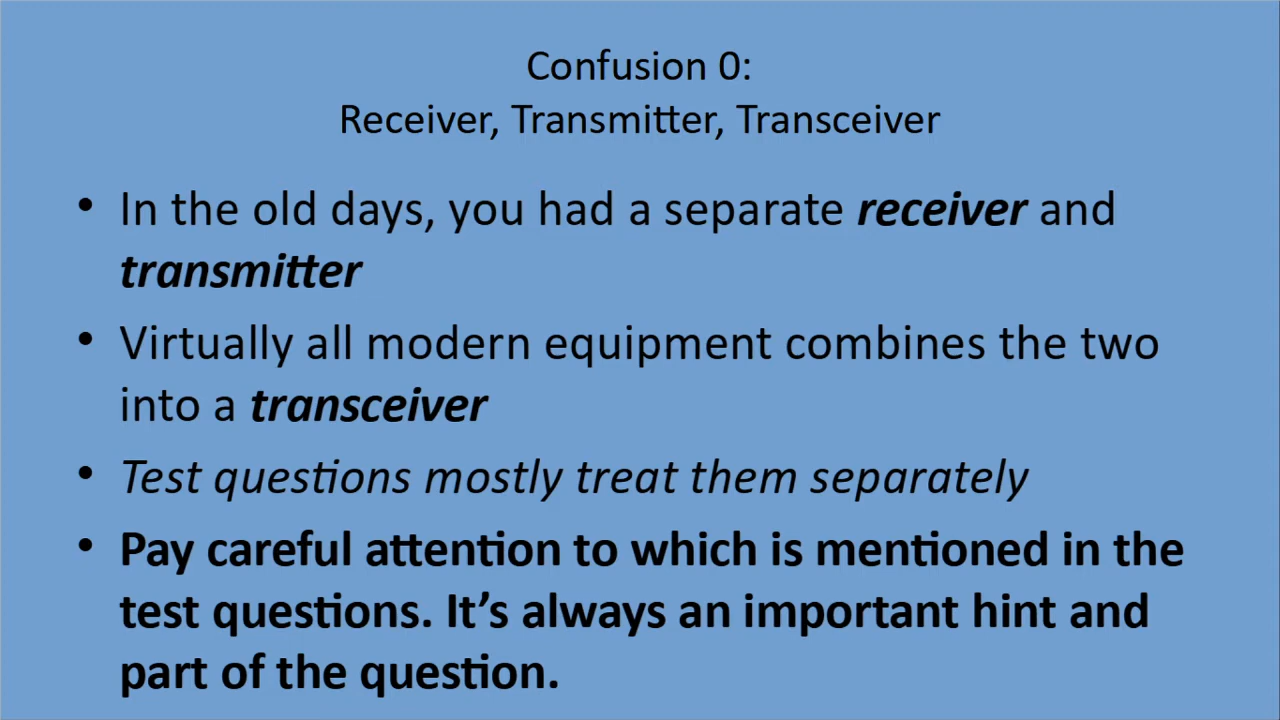 Confusion 0:
Receiver, Transmitter, Transceiver
• In the old days, you had a separate receiver and
transmitter
• Virtually all modern equipment combines the two
into a transceiver
• Test questions mostly treat them separately
• Pay careful attention to which is mentioned in the
test questions. It’s always an important hint and
part of the question.